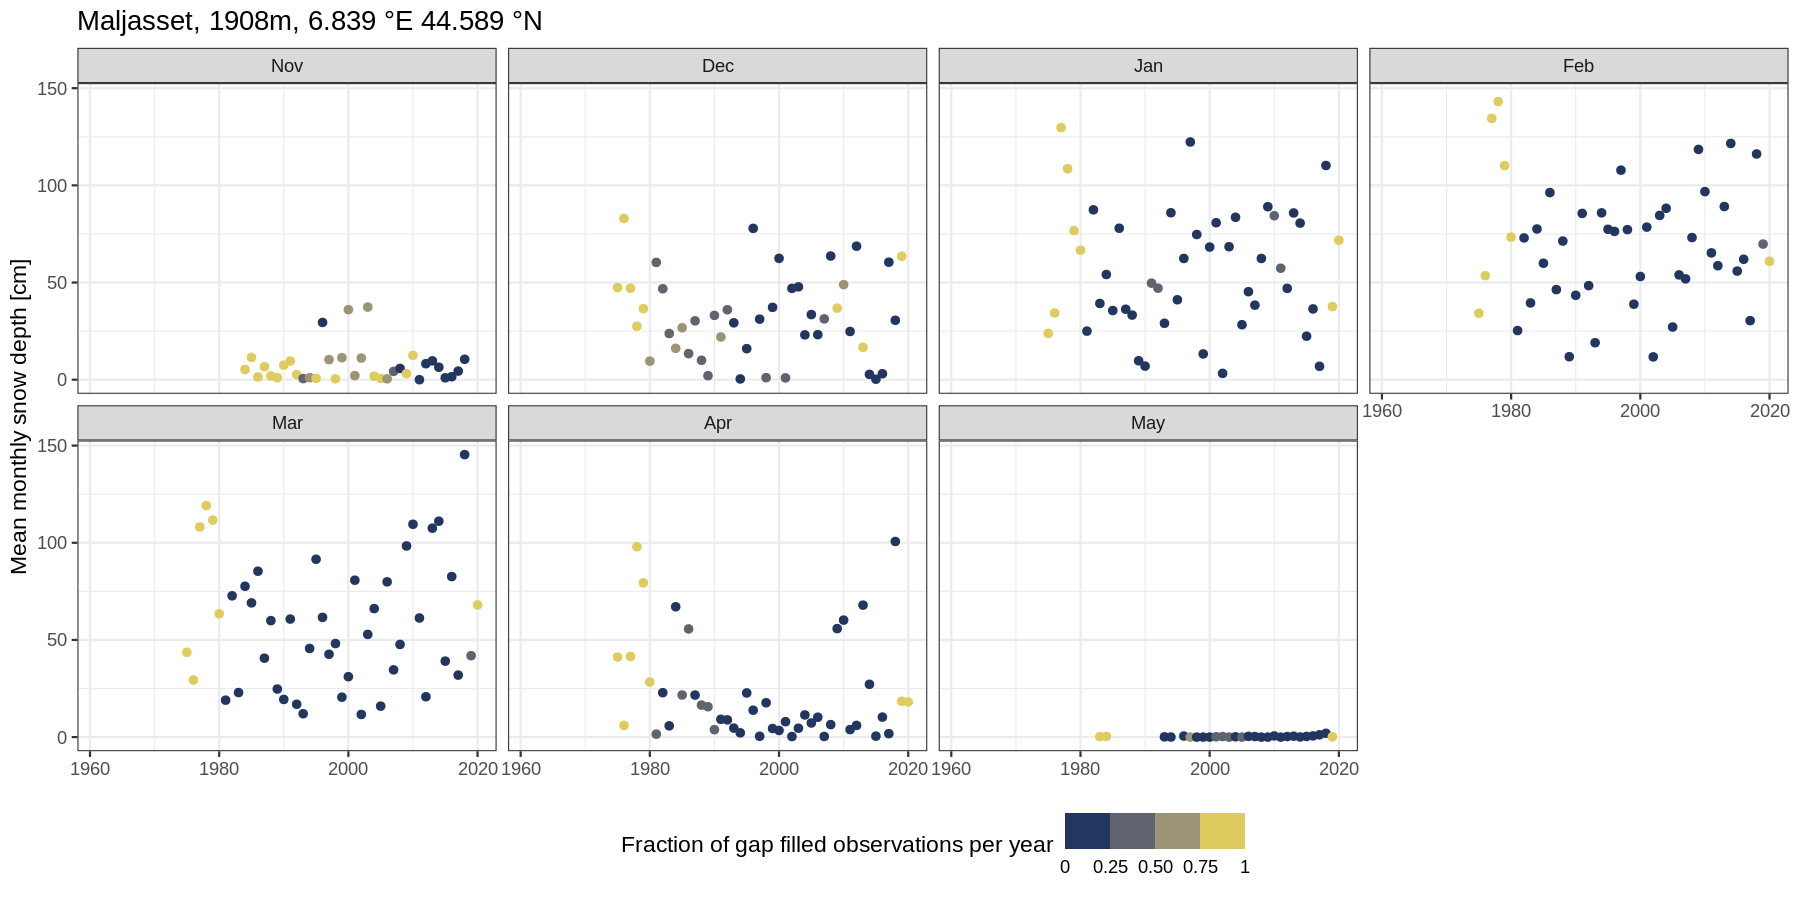 Maljasset, 1908m, 6.839 °E 44.589 °N
Nov Dec Jan Feb
150
100
50
0
1960 1980 2000 2020
Mean monthly snow depth [cm]
Mar Apr May
150
100
50
0
1960 1980 2000 2020 1960 1980 2000 2020 1960 1980 2000 2020
Fraction of gap filled observations per year
0 0.25 0.50 0.75 1